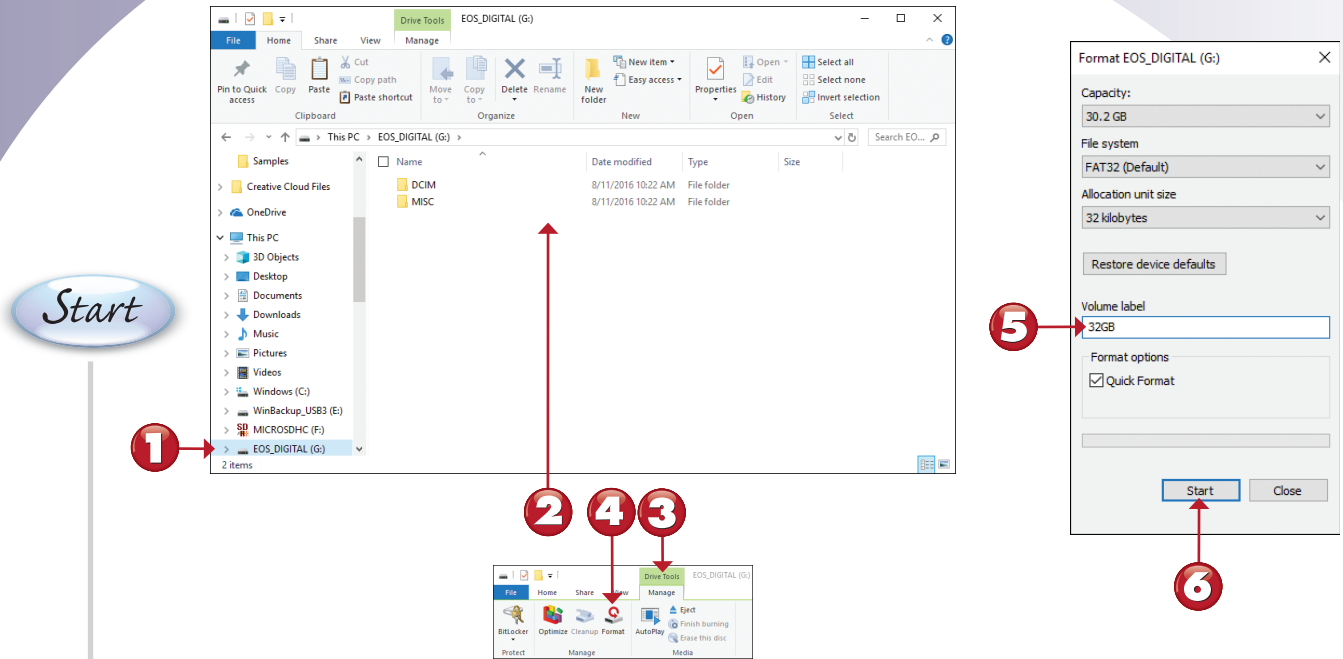 Drive Tools EOS_DIGITAL (G:)
File Home Share View Manage
Pin to Quick access
Copy
Paste
Cut
Copy path
Paste shortcut
Clipboard
Move to
Copy to
Delete
Rename
Organize
New folder
New item
Easy access
New
Properties
Open
Edit
History
Open
Select all
Select none
Invert selection
Select
This PC > EOS_DIGITAL (G:) >
Search EO...
Samples
Creative Cloud Files
OneDrive
This PC
3D Objects
Desktop
Documents
Downloads
Music
Pictures
Videos
Windows (C:)
WinBackup_USB3 (E:)
MICROSDHC (F:)
EOS_DIGITAL (G:)
2 items
Name Date modified Type Size
DCIM 8/11/2016 10:22 AM File folder
MISC 8/11/2016 10:22 AM File folder
Start
1
2
4
3
Drive Tools EOS_DIGITAL (G:)
File Home Share View Manage
BitLocker
Protect
Optimize
Cleanup
Format
Manage
AutoPlay
Eject
Finish burning
Erase this disc
Media
Format EOS_DIGITAL (G:)
Capacity:
30.2 GB
File system
FAT32 (Default)
Allocation unit size
32 kilobytes
Restore device defaults
Volume label
5
32GB
Format options
Quick Format
Start Close
6